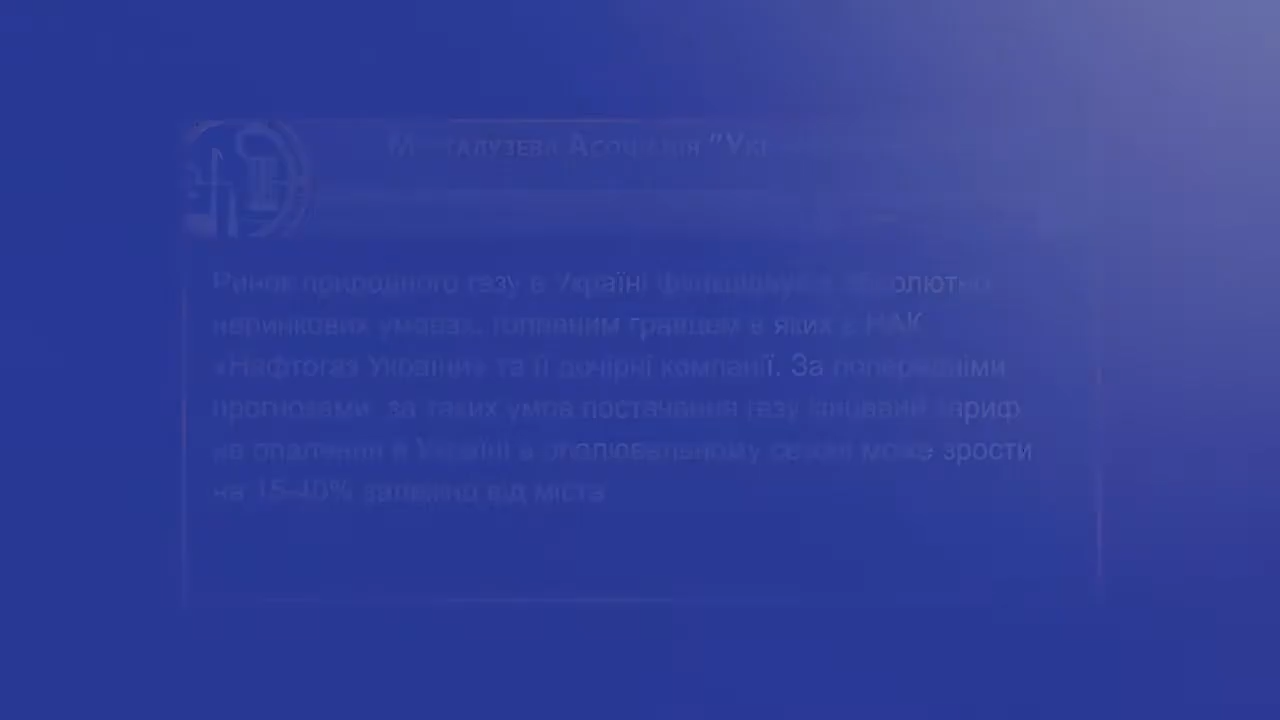 Міжгалузева Асоціація "Укр
Ринок природного газу в Україні функціонує в абсолютно
неринкових умовах, головним гравцем в яких є НАК
«Нафтогаз України» та її дочірні компанії. За попередніми
прогнозами, за таких умов постачання газу кінцевий тариф
на опалення в Україні в опалювальному сезоні може зрости
на 15-40% залежно від міста